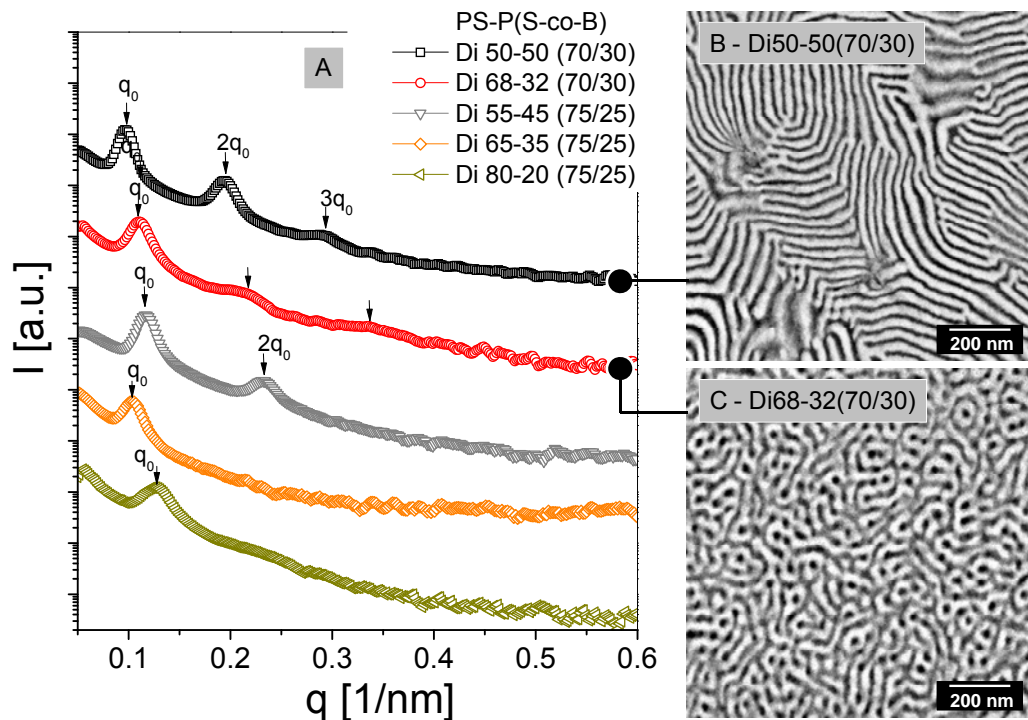 PS-P(S-co-B)
Di 50-50 (70/30)
Di 68-32 (70/30)
Di 55-45 (75/25)
Di 65-35 (75/25)
Di 80-20 (75/25)
A
q₀
2q₀
3q₀
q₀
q₀
q₀
2q₀
q₀
q₀
I [a.u.]
0.1 0.2 0.3 0.4 0.5 0.6
q [1/nm]
B - Di50-50(70/30)
200 nm
C - Di68-32(70/30)
200 nm